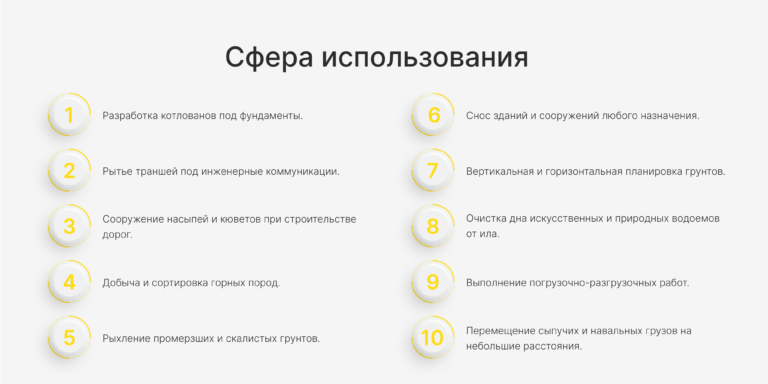 Сфера использования
1
Разработка котлованов под фундаменты.
2
Рытье траншей под инженерные коммуникации.
3
Сооружение насыпей и кюветов при строительстве
дорог.
4
Добыча и сортировка горных пород.
5
Рыхление промерзших и скалистых грунтов.
6
Снос зданий и сооружений любого назначения.
7
Вертикальная и горизонтальная планировка грунтов.
8
Очистка дна искусственных и природных водоемов
от ила.
9
Выполнение погрузочно-разгрузочных работ.
10
Перемещение сыпучих и навальных грузов на
небольшие расстояния.